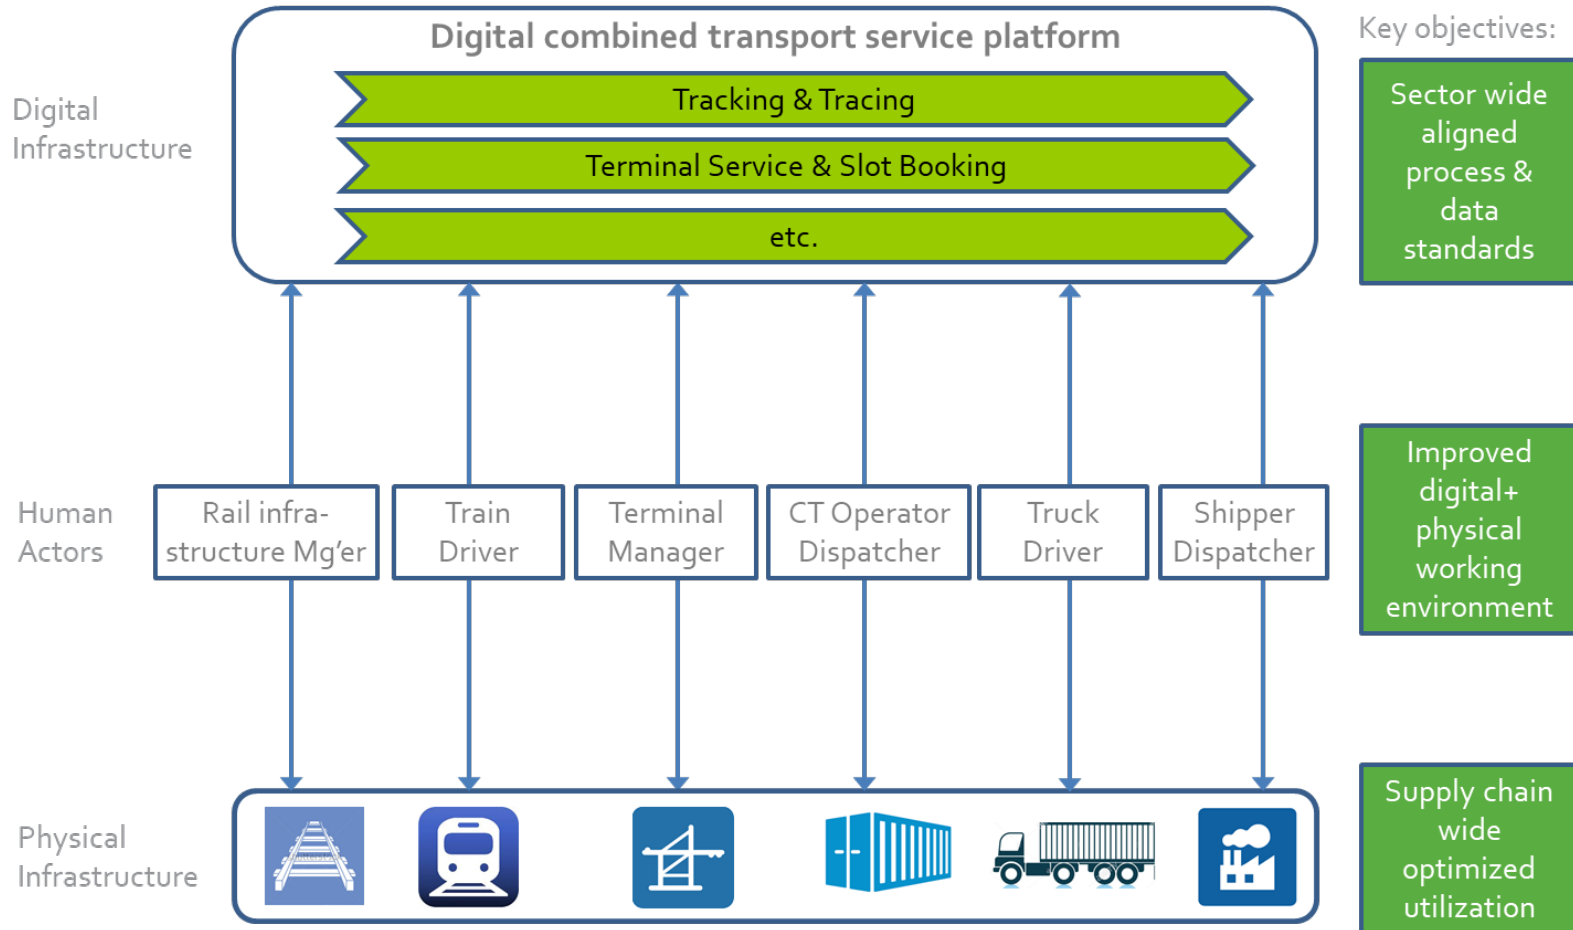 Digital combined transport service platform
Key objectives:
Digital
Infrastructure
Tracking & Tracing
Terminal Service & Slot Booking
etc.
Sector wide
aligned
process &
data
standards
Human
Actors
Rail infra-
structure Mg'er
Train
Driver
Terminal
Manager
CT Operator
Dispatcher
Truck
Driver
Shipper
Dispatcher
Improved
digital+
physical
working
environment
Physical
Infrastructure
Supply chain
wide
optimized
utilization